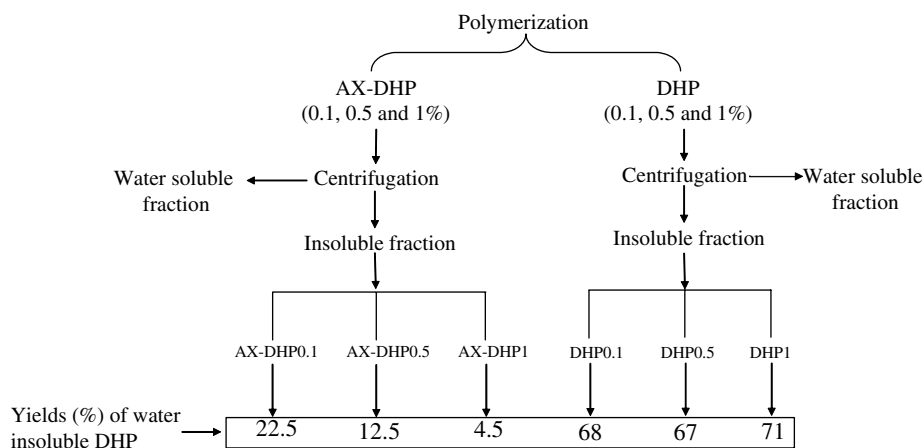 Polymerization
AX-DHP
(0.1, 0.5 and 1%)
DHP
(0.1, 0.5 and 1%)
Water soluble
fraction
Centrifugation
Centrifugation
Water soluble
fraction
Insoluble fraction
Insoluble fraction
AX-DHP0.1 AX-DHP0.5 AX-DHP1 DHP0.1 DHP0.5 DHP1
Yields (%) of water
insoluble DHP
22.5 12.5 4.5 68 67 71